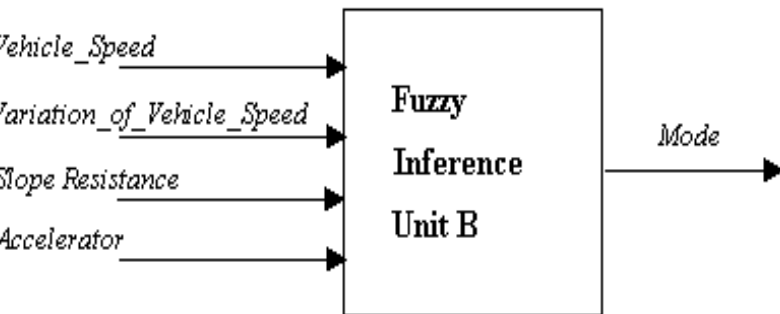 Vehicle_Speed
Variation_of_Vehicle_Speed
Slope Resistance
Accelerator
Fuzzy
Inference
Unit B
Mode